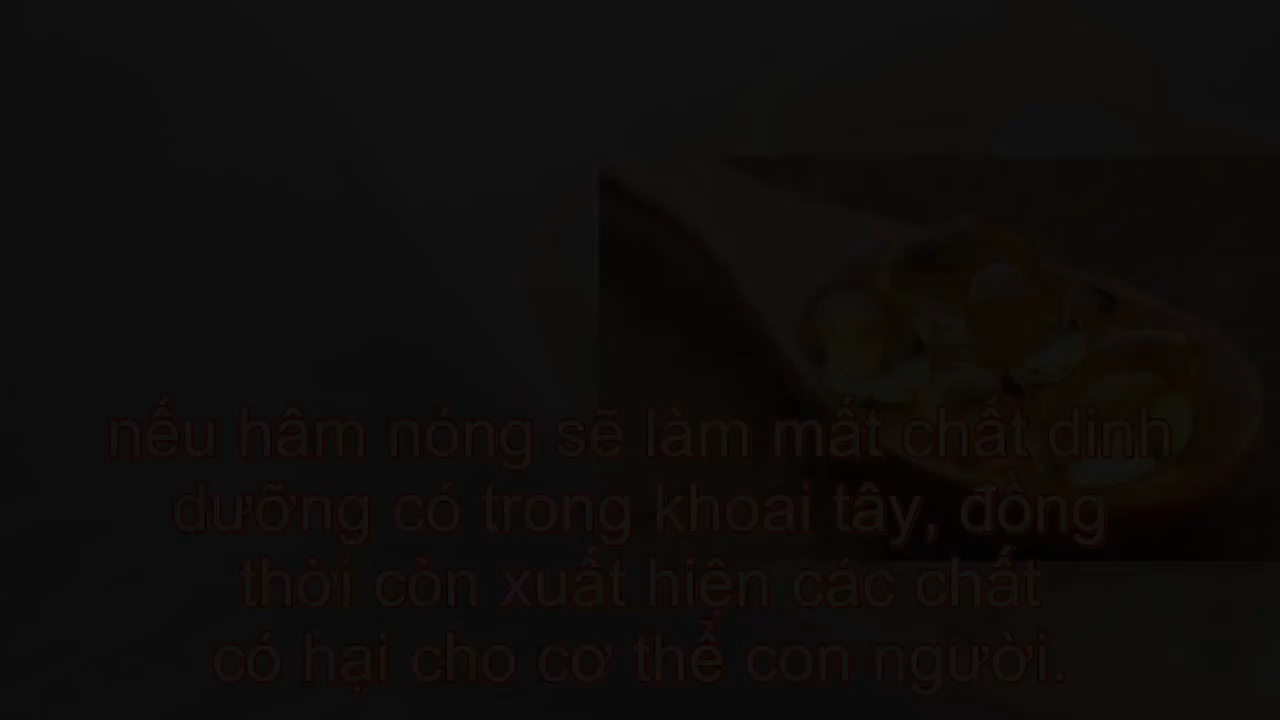 nếu hâm nóng sẽ làm mất chất dinh
dưỡng có trong khoai tây, đồng
thời còn xuất hiện các chất
có hại cho cơ thể con người.